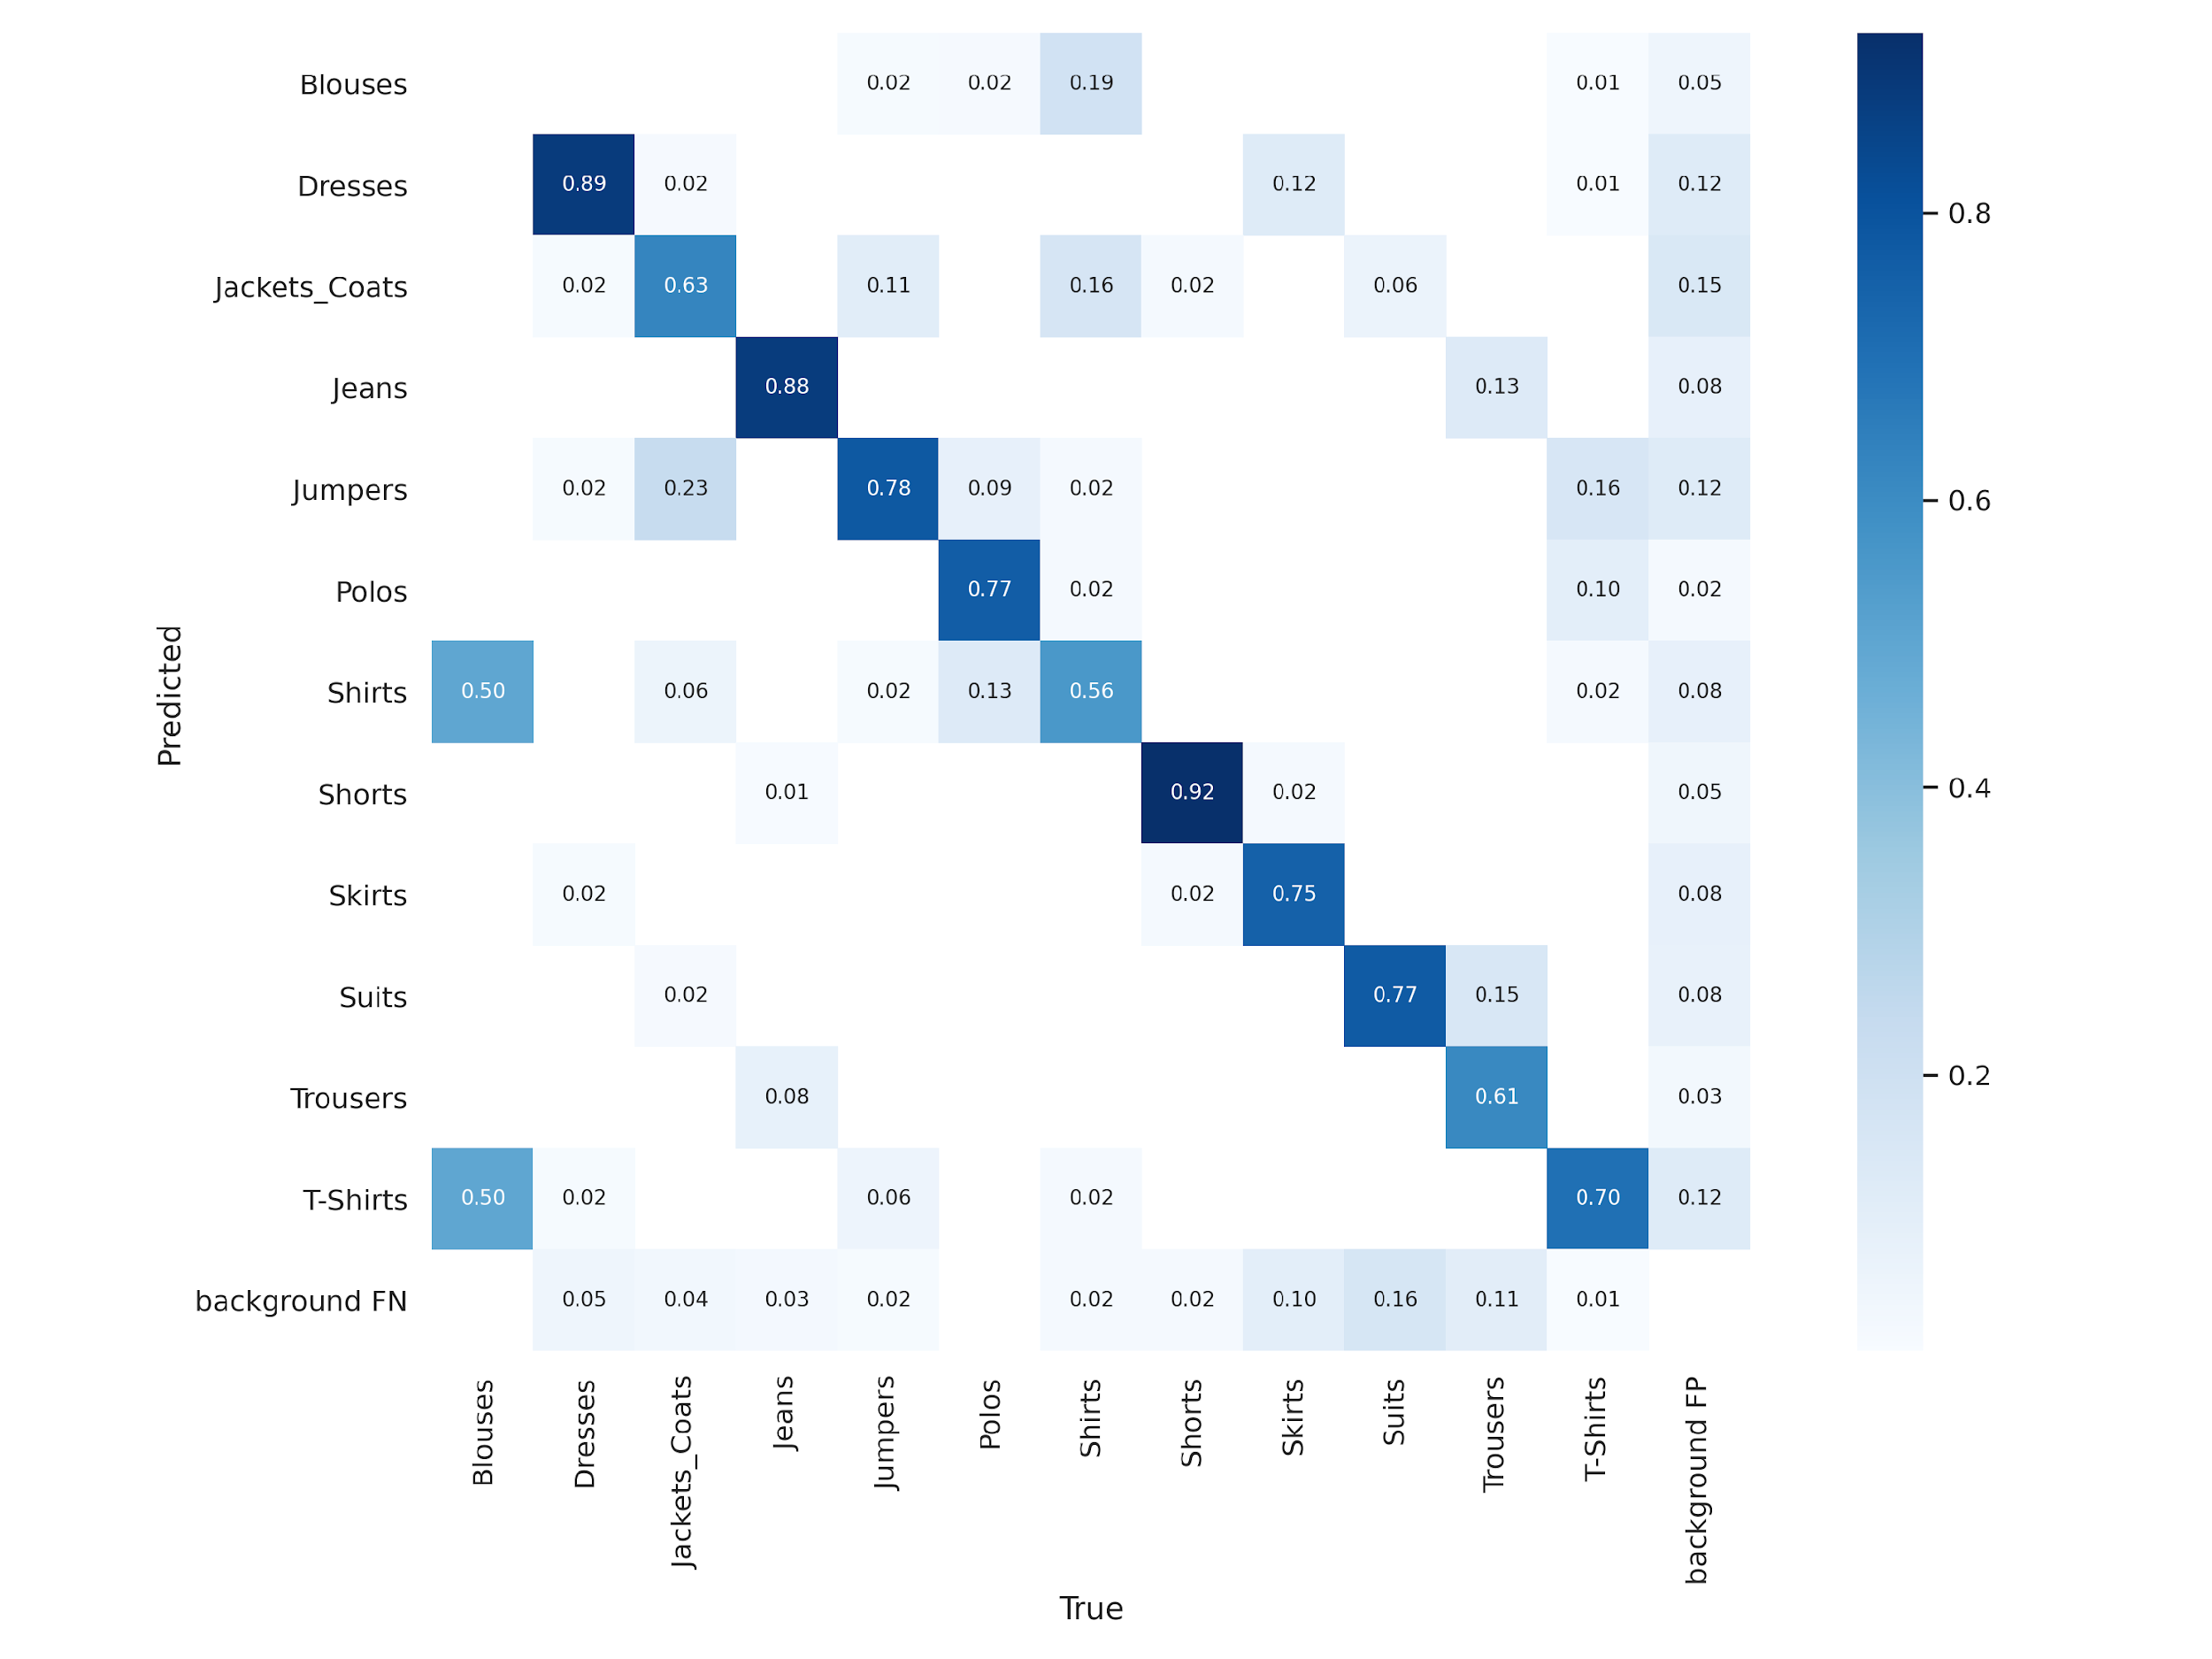 Blouses 0.02 0.02 0.19 0.01 0.05
Dresses 0.89 0.02 0.12 0.01 0.12
0.8
Jackets_Coats 0.02 0.63 0.11 0.16 0.02 0.06 0.15
Jeans 0.88 0.13 0.08
Jumpers 0.02 0.23 0.78 0.09 0.02 0.16 0.12
0.6
Polos 0.77 0.02 0.10 0.02
Predicted
Shirts 0.50 0.06 0.02 0.13 0.56 0.02 0.08
Shorts 0.01 0.92 0.02 0.05
0.4
Skirts 0.02 0.02 0.75 0.08
Suits 0.02 0.77 0.15 0.08
0.2
Trousers 0.08 0.61 0.03
T-Shirts 0.50 0.02 0.06 0.02 0.70 0.12
background FN 0.05 0.04 0.03 0.02 0.02 0.02 0.10 0.16 0.11 0.01
Blouses
Dresses
Jackets_Coats
Jeans
Jumpers
Polos
Shirts
Shorts
Skirts
Suits
Trousers
T-Shirts
background FP
True